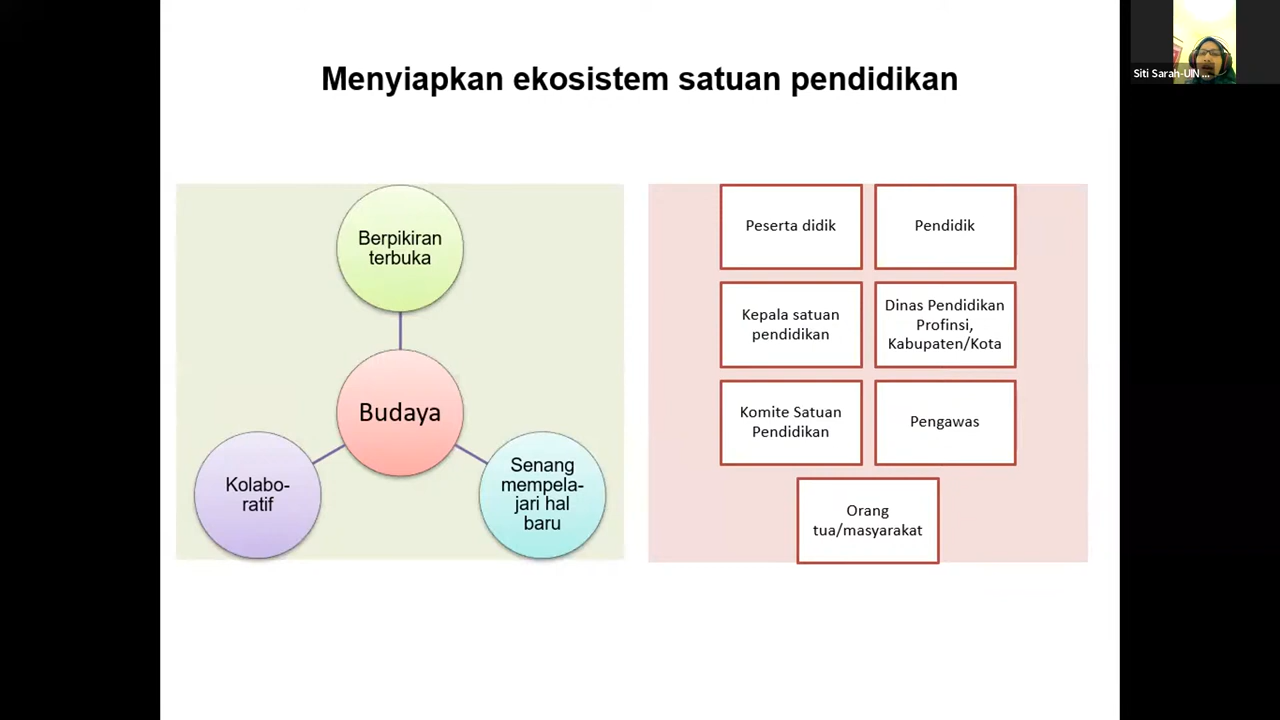 Menyiapkan ekosistem satuan pendidikan
Siti Sarah-UIN ...
Berpikiran
terbuka
Budaya
Kolabo-
ratif
Senang
mempela-
jari hal
baru
Peserta didik
Pendidik
Kepala satuan
pendidikan
Dinas Pendidikan
Profinsi,
Kabupaten/Kota
Komite Satuan
Pendidikan
Pengawas
Orang
tua/masyarakat